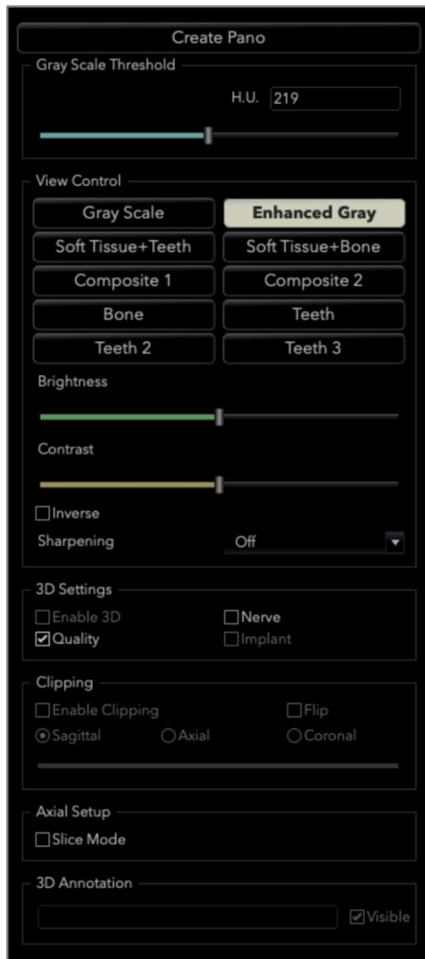 Create Pano
Gray Scale Threshold
H.U. 219
View Control
Gray Scale Enhanced Gray
Soft Tissue+Teeth Soft Tissue+Bone
Composite 1 Composite 2
Bone Teeth
Teeth 2 Teeth 3
Brightness
Contrast
Inverse
Sharpening Off
3D Settings
Enable 3D Nerve
Quality Implant
Clipping
Enable Clipping Flip
Sagittal Axial Coronal
Axial Setup
Slice Mode
3D Annotation
Visible